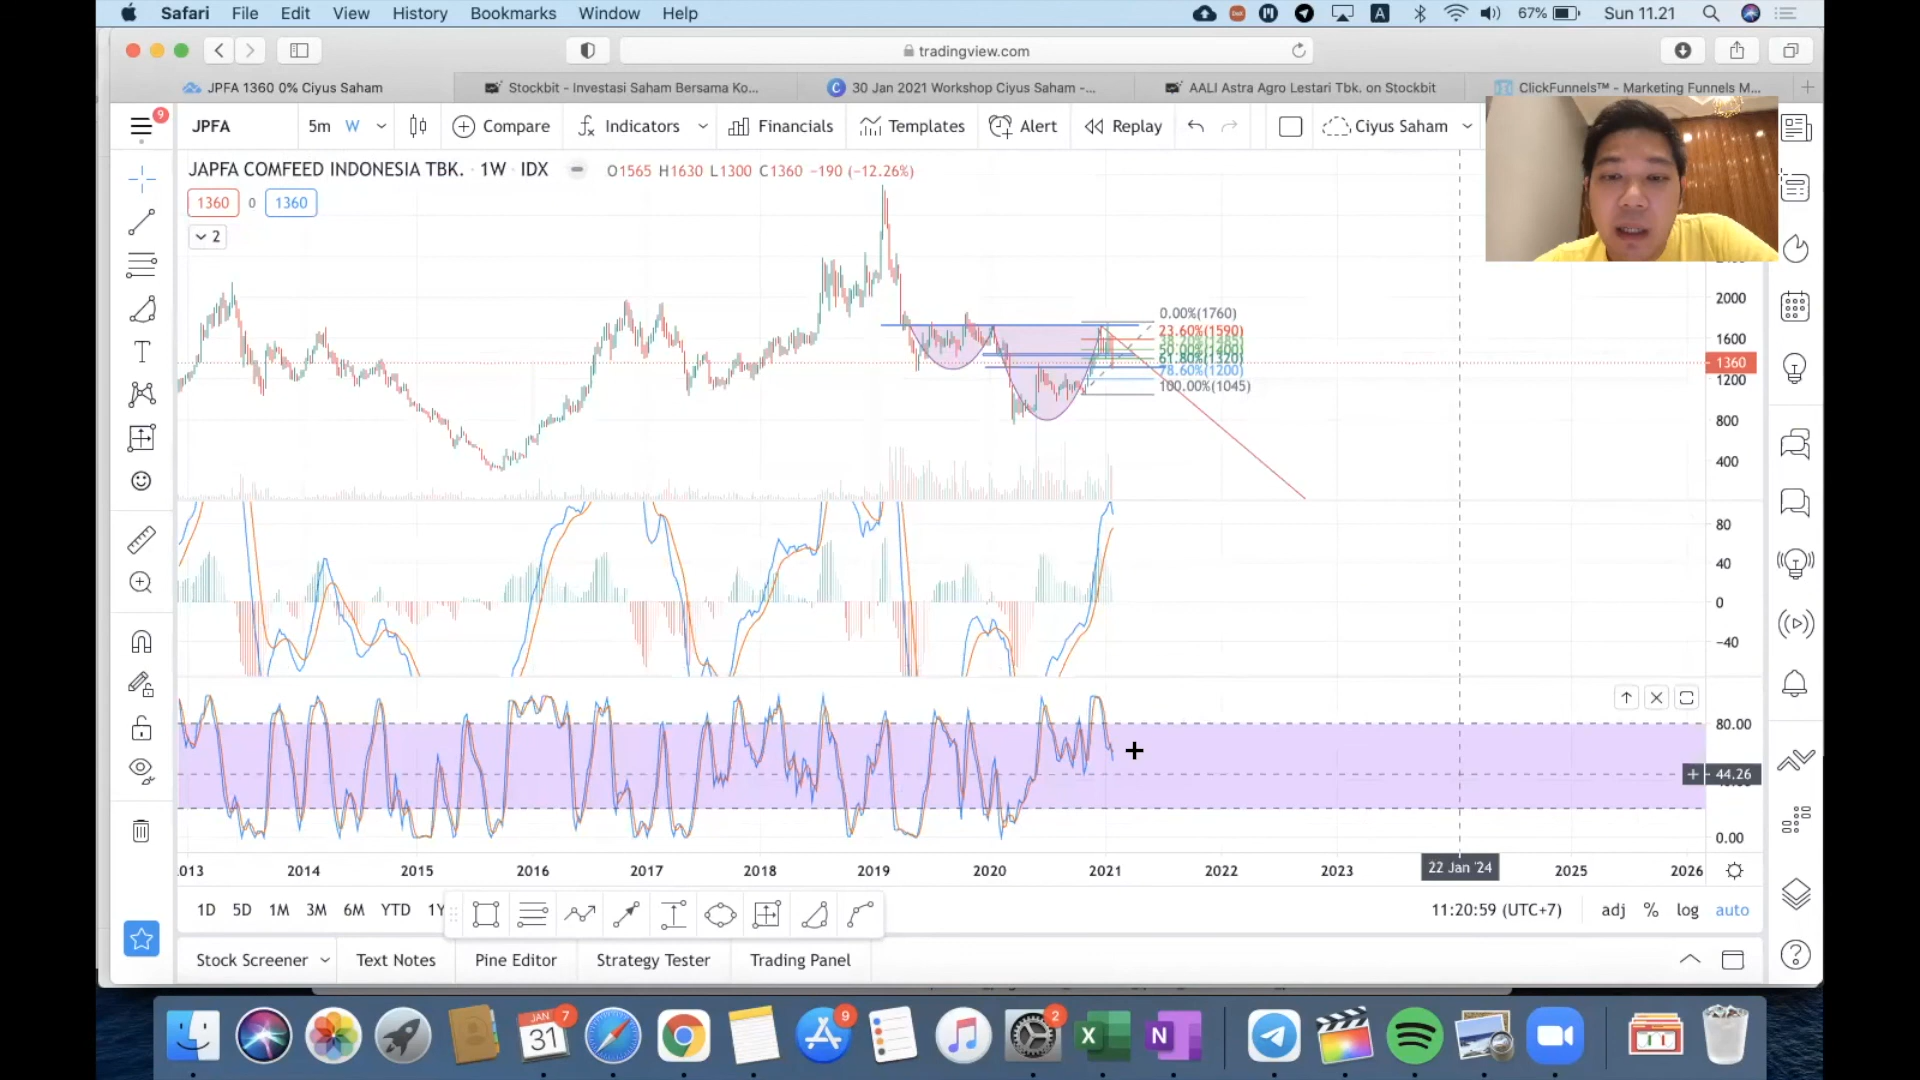 Safari File Edit View History Bookmarks Window Help 67% Sun 11.21
tradingview.com
JPFA 1360 0% Ciyus Saham
Stockbit - Investasi Saham Bersama Ko...
30 Jan 2021 Workshop Ciyus Saham -...
AALI Astra Agro Lestari Tbk. on Stockbit
ClickFunnels™ - Marketing Funnels M...
9
JPFA 5m W Compare Indicators Financials Templates Alert Replay Ciyus Saham
JAPFA COMFEED INDONESIA TBK. · 1W · IDX O1565 H1630 L1300 C1360 -190 (-12.26%)
1360 0 1360
2
2000
0.00%(1760)
23.60%(1590)
1600
61.80%(1320)
1360
78.60%(1200)
1200
100.00%(1045)
800
400
80
40
0
-40
80.00
44.26
0.00
2014 2015 2016 2017 2018 2019 2020 2021 2022 2023 22 Jan '24 2025 2026
1D 5D 1M 3M 6M YTD 11:20:59 (UTC+7) adj % log auto
Stock Screener Text Notes Pine Editor Strategy Tester Trading Panel
JAN
31
7
9
2